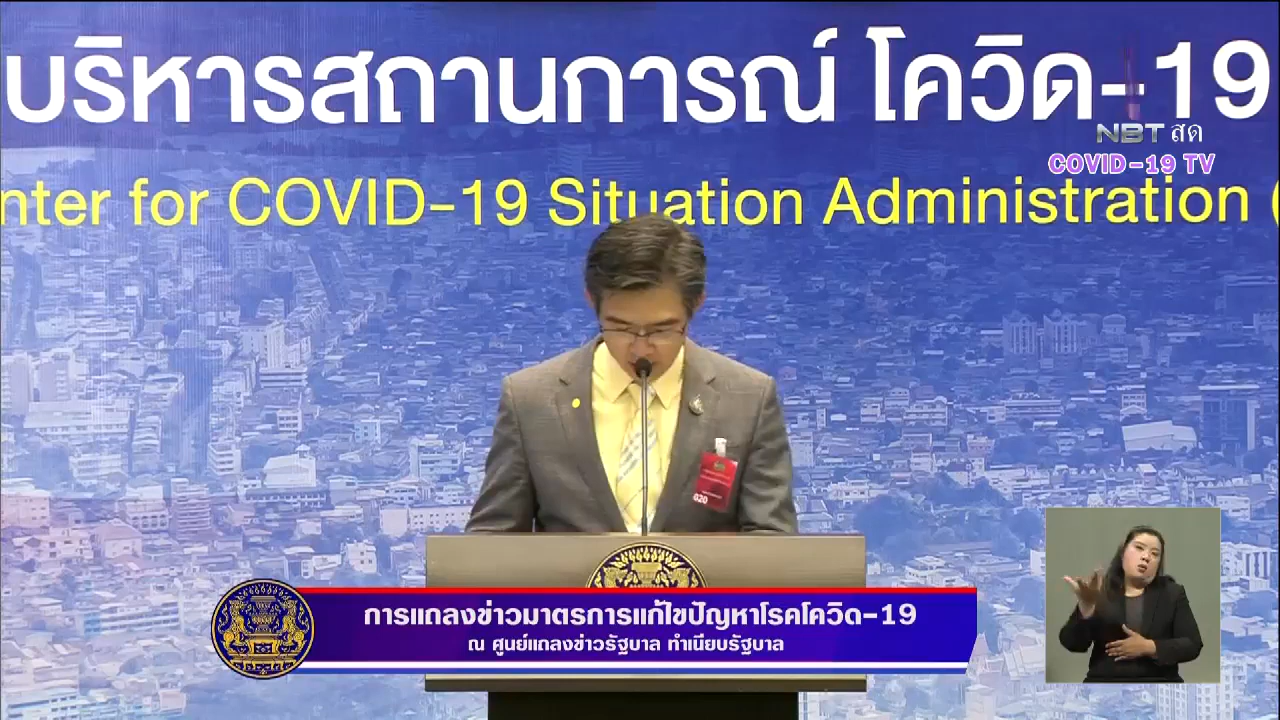 บริหารสถานการณ์ โควิด-19
NBT สด
COVID-19 TV
nter for COVID-19 Situation Administration (
020
การแถลงข่าวมาตรการแก้ไขปัญหาโรคโควิด-19
ณ ศูนย์แถลงข่าวรัฐบาล ทำเนียบรัฐบาล